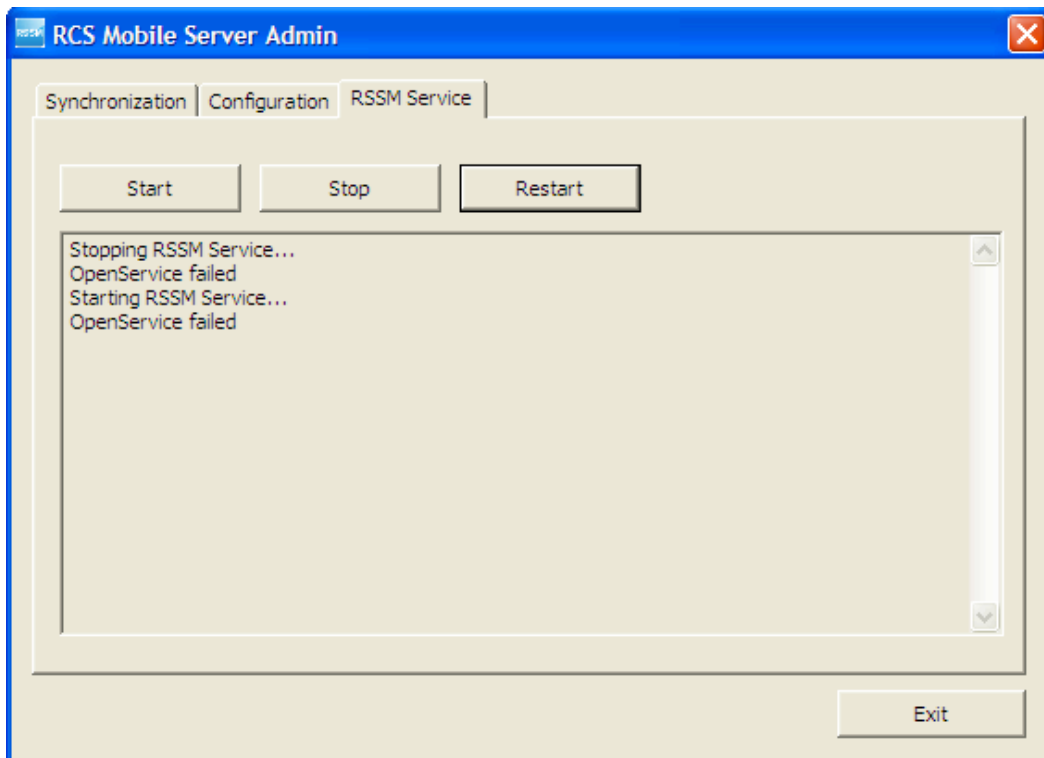 RSSM RCS Mobile Server Admin
Synchronization Configuration RSSM Service
Start Stop Restart
Stopping RSSM Service...
OpenService failed
Starting RSSM Service...
OpenService failed
Exit